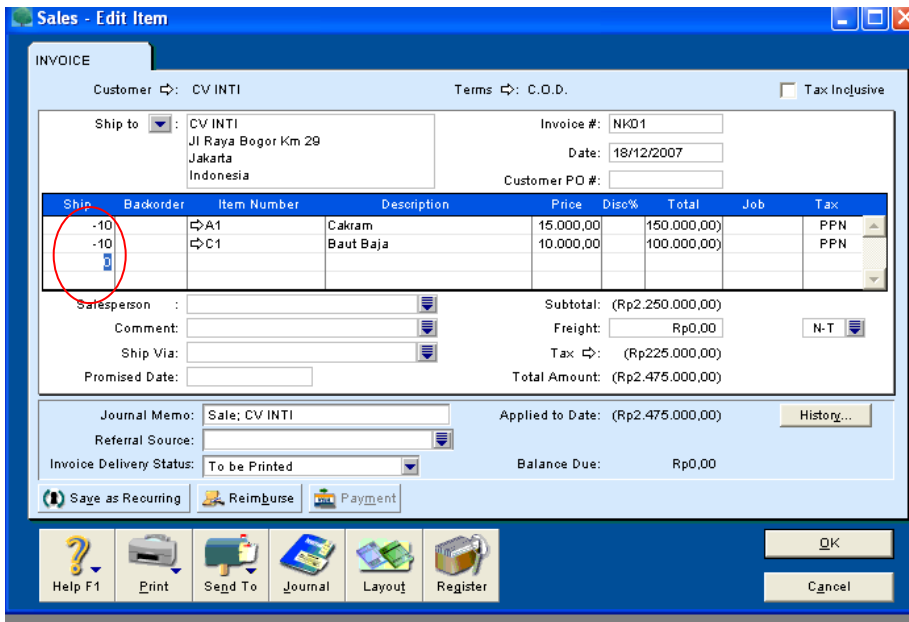 Sales - Edit Item
INVOICE
Customer ⇨: CV INTI Terms ⇨: C.O.D. Tax Inclusive
Ship to : CV INTI Invoice #: NK01
Jl Raya Bogor Km 29
Jakarta Date: 18/12/2007
Indonesia
Customer PO #:
Ship Backorder Item Number Description Price Disc% Total Job Tax
-10 ⇨A1 Cakram 15.000,00 150.000,00) PPN
-10 ⇨C1 Baut Baja 10.000,00 100.000,00) PPN
0
Salesperson : Subtotal: (Rp2.250.000,00)
Comment: Freight: Rp0,00 N-T
Ship Via: Tax ⇨: (Rp225.000,00)
Promised Date: Total Amount: (Rp2.475.000,00)
Journal Memo: Sale; CV INTI Applied to Date: (Rp2.475.000,00) History...
Referral Source:
Invoice Delivery Status: To be Printed Balance Due: Rp0,00
Save as Recurring Reimburse Payment
Help F1 Print Send To Journal Layout Register
OK
Cancel